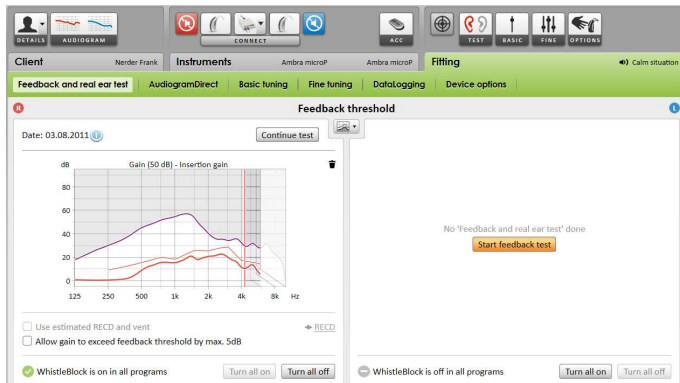 DETAILS AUDIOGRAM CONNECT ACC TEST BASIC FINE OPTIONS
Client Nerder Frank Instruments Ambra microP Ambra microP Fitting Calm situation
Feedback and real ear test AudiogramDirect Basic tuning Fine tuning DataLogging Device options
R Feedback threshold L
Date: 03.08.2011 i Continue test
dB Gain (50 dB) - Insertion gain
80
60
40
20
0
125 250 500 1k 2k 4k 8k Hz
No 'Feedback and real ear test' done
Start feedback test
Use estimated RECD and vent RECD
Allow gain to exceed feedback threshold by max. 5dB
WhistleBlock is on in all programs Turn all on Turn all off WhistleBlock is off in all programs Turn all on Turn all off